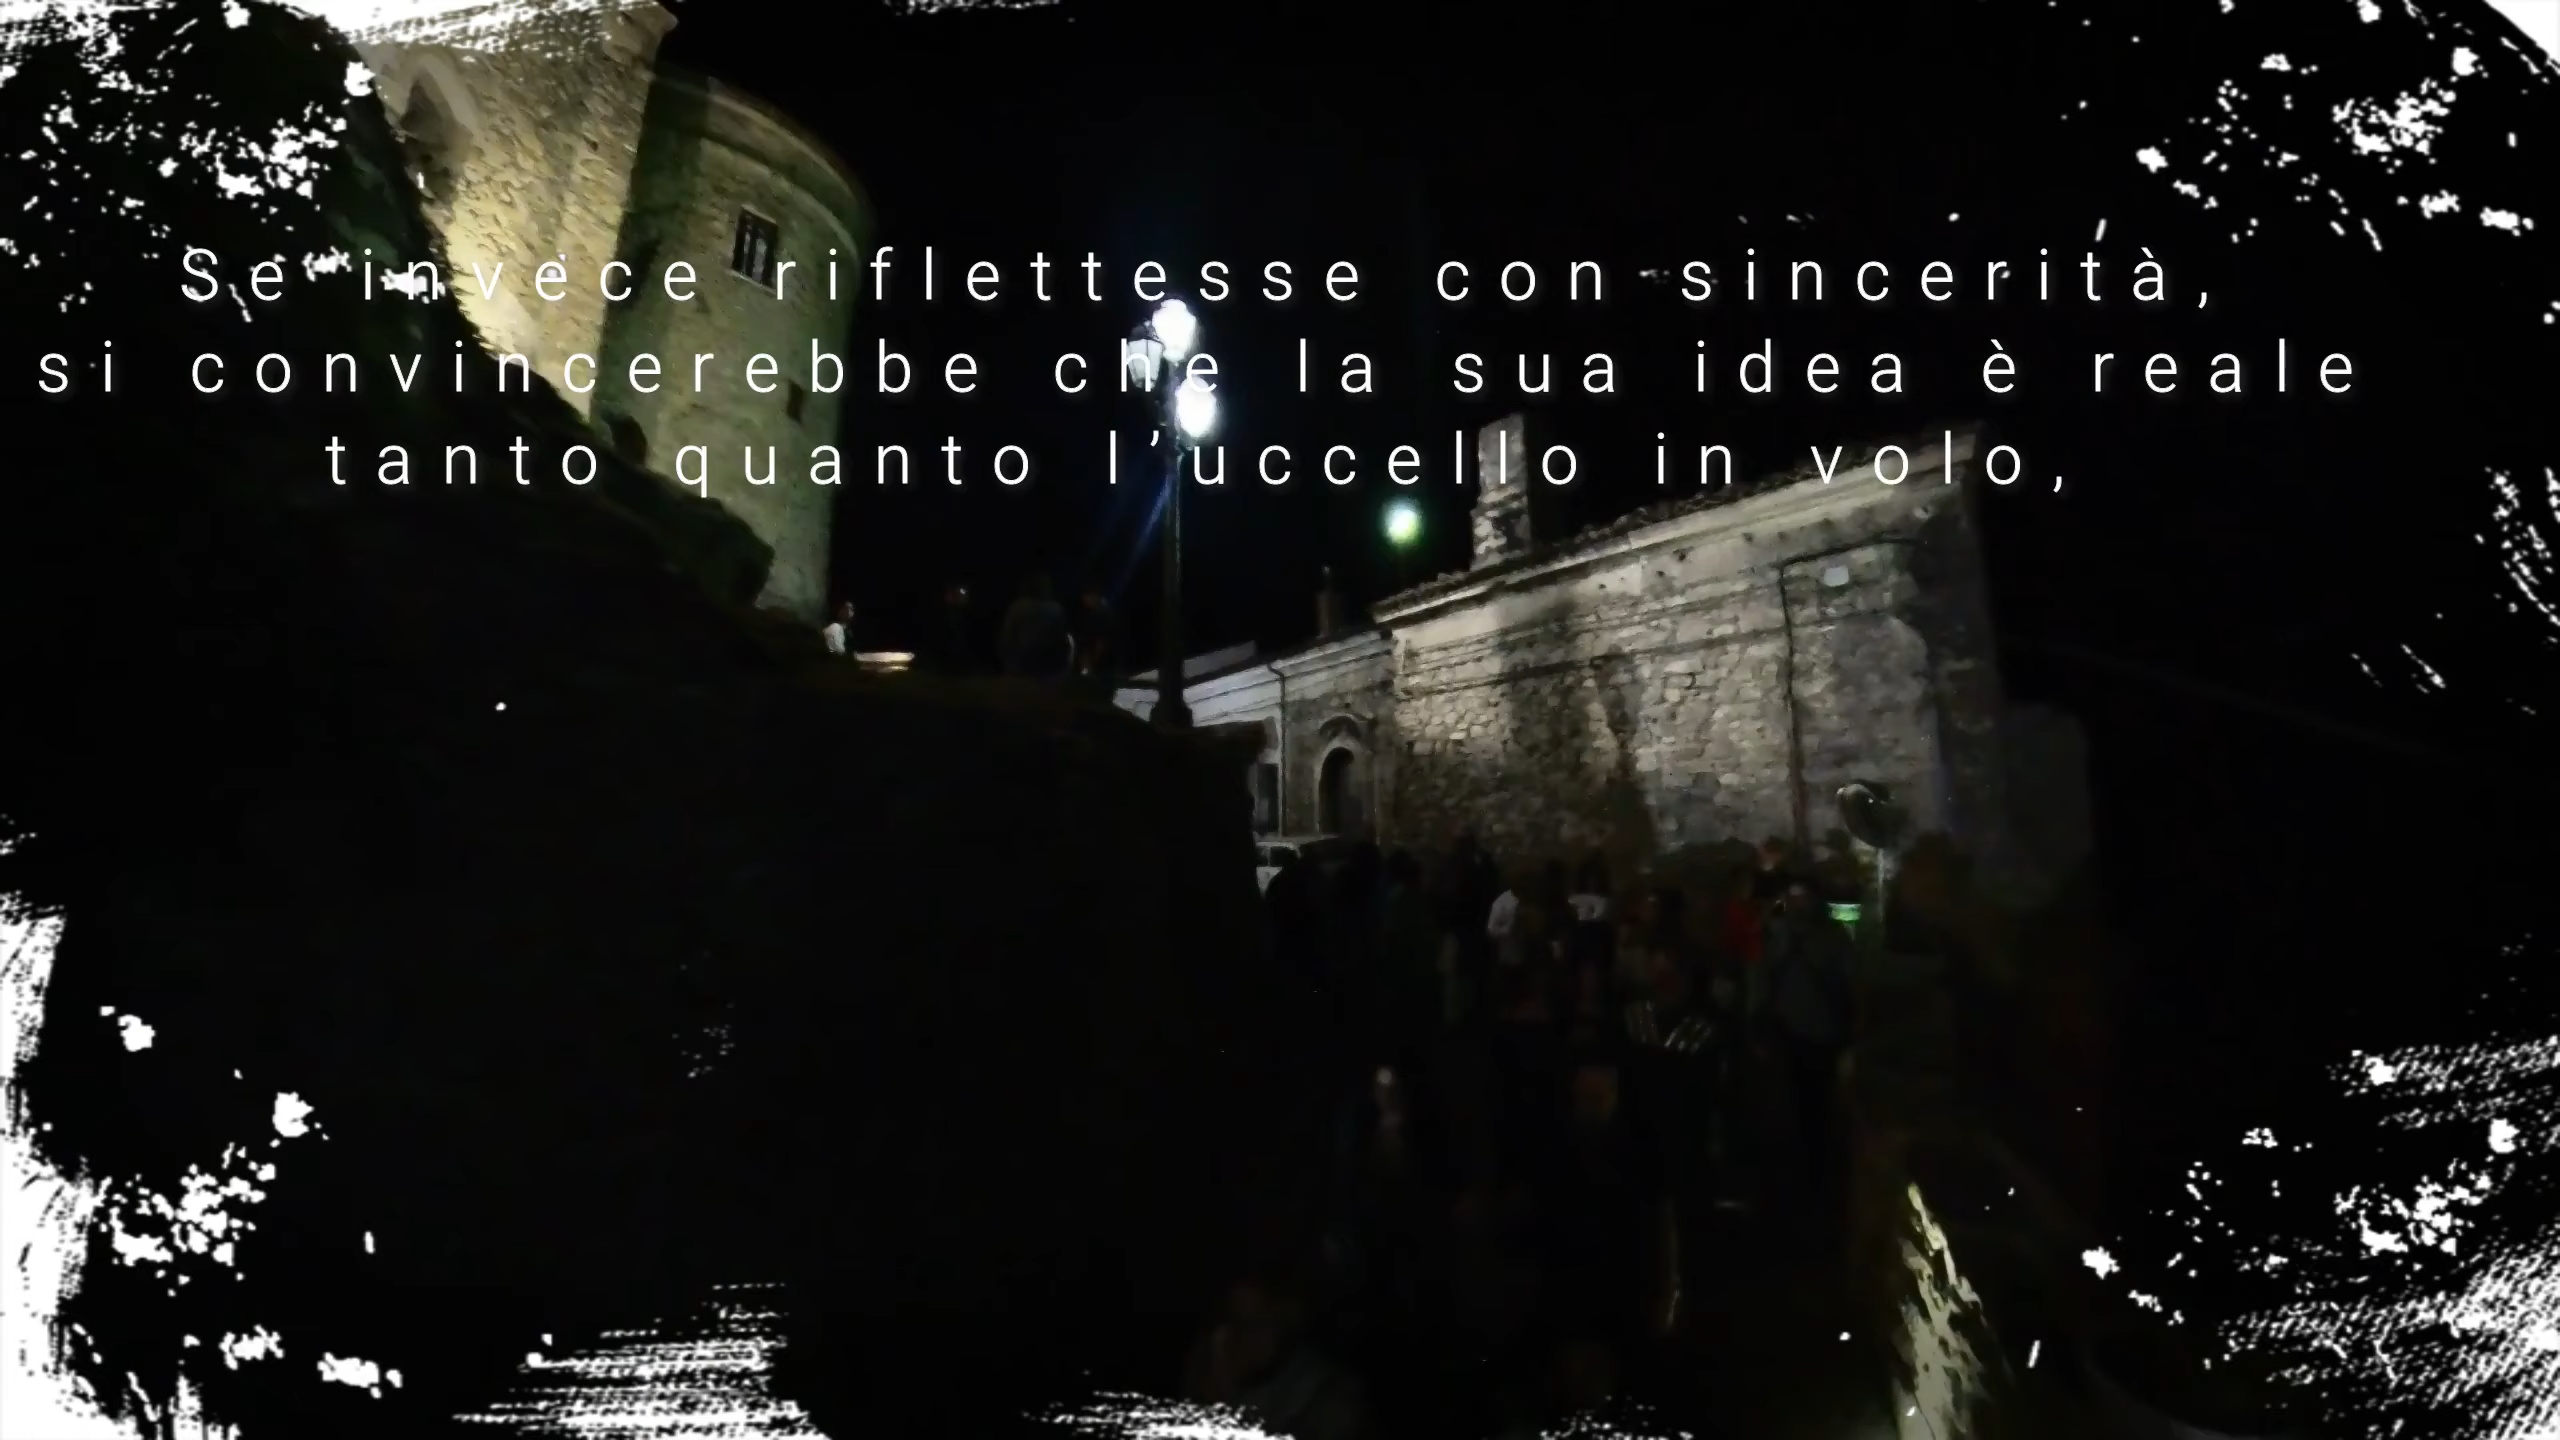 Se invece riflettesse con sincerità,
si convincerebbe che la sua idea è reale
tanto quanto l’uccello in volo,